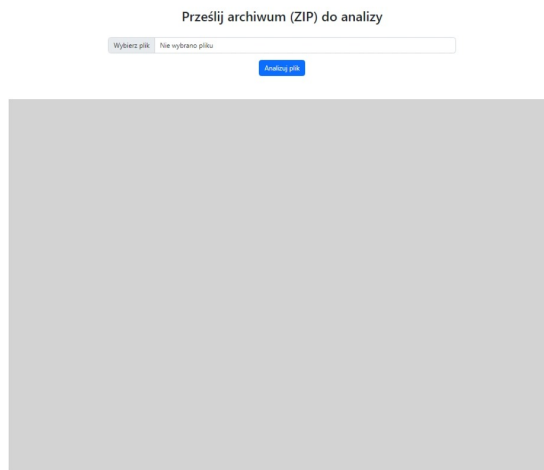 Prześlij archiwum (ZIP) do analizy
Wybierz plik Nie wybrano pliku
Analizuj plik